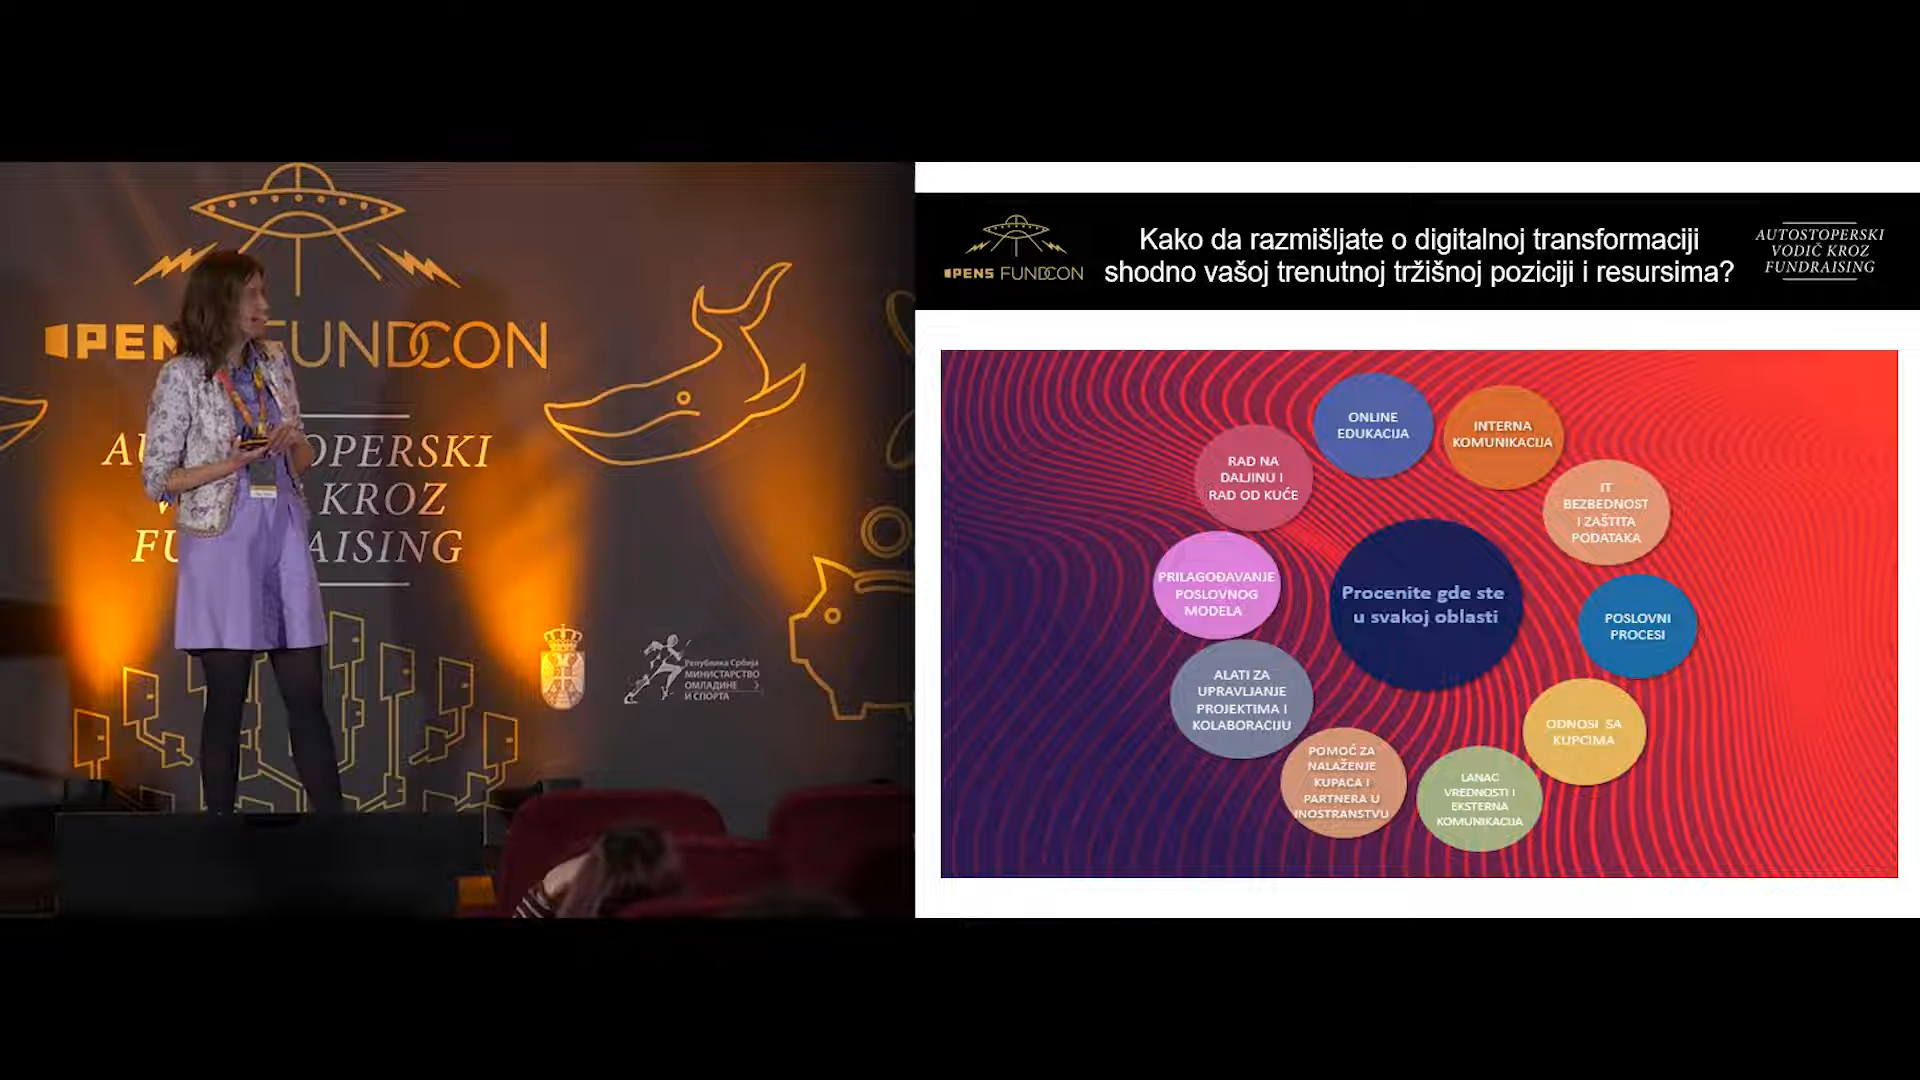 OPENS FUNDCON
AUTOSTOPERSKI
KROZ
Република Србија
МИНИСТАРСТВО
ОМЛАДИНЕ
И СПОРТА
OPENS FUNDCON
Kako da razmišljate o digitalnoj transformaciji
shodno vašoj trenutnoj tržišnoj poziciji i resursima?
AUTOSTOPERSKI
VODIČ KROZ
FUNDRAISING
ONLINE
EDUKACIJA
INTERNA
KOMUNIKACIJA
IT
BEZBEDNOST
I ZAŠTITA
PODATAKA
POSLOVNI
PROCESI
ODNOSI SA
KUPCIMA
LANAC
VREDNOSTI I
EKSTERNA
KOMUNIKACIJA
POMOĆ ZA
NALAŽENJE
KUPACA I
PARTNERA U
INOSTRANSTVU
ALATI ZA
UPRAVLJANJE
PROJEKTIMA I
KOLABORACIJU
PRILAGOĐAVANJE
POSLOVNOG
MODELA
RAD NA
DALJINU I
RAD OD KUĆE
Procenite gde ste
u svakoj oblasti